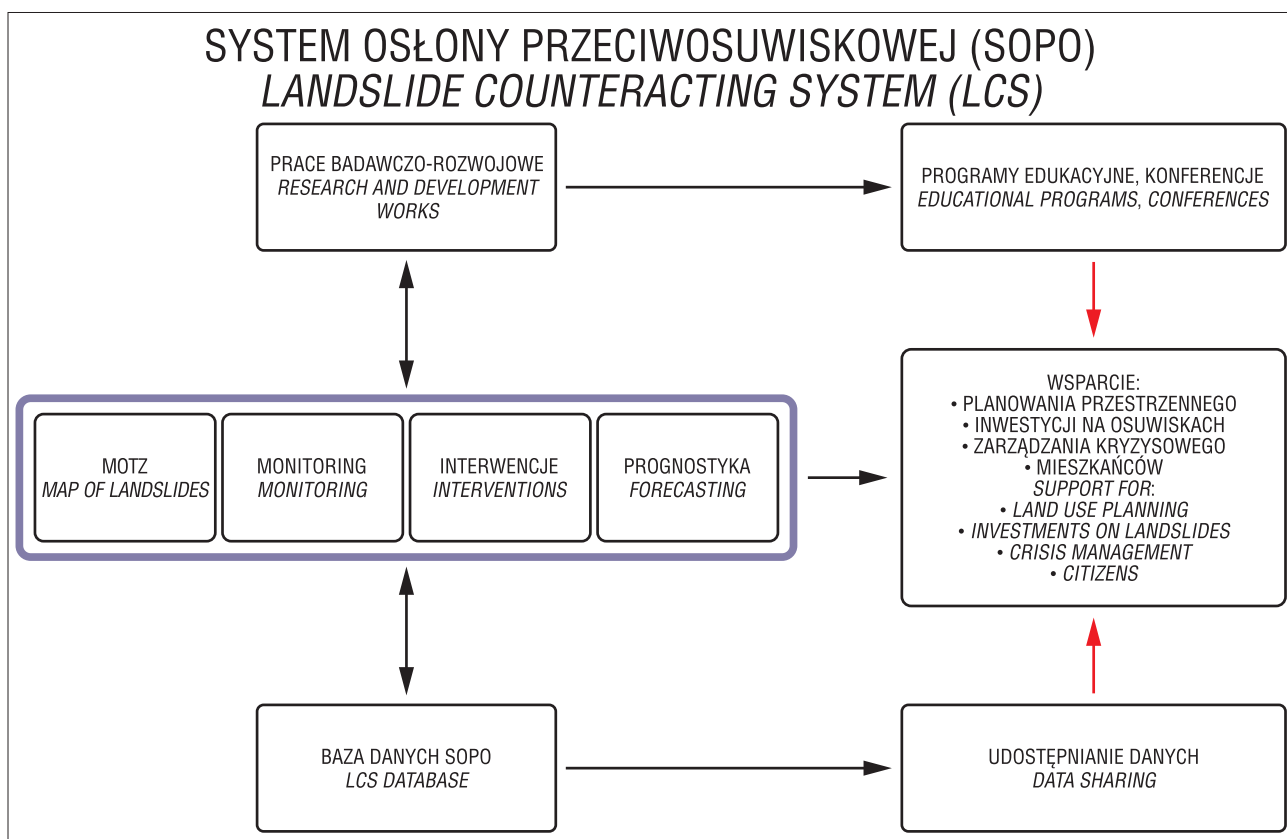 SYSTEM OSŁONY PRZECIWOSUWISKOWEJ (SOPO)
LANDSLIDE COUNTERACTING SYSTEM (LCS)
PRACE BADAWCZO-ROZWOJOWE
RESEARCH AND DEVELOPMENT
WORKS
PROGRAMY EDUKACYJNE, KONFERENCJE
EDUCATIONAL PROGRAMS, CONFERENCES
MOTZ
MAP OF LANDSLIDES
MONITORING
MONITORING
INTERWENCJE
INTERVENTIONS
PROGNOSTYKA
FORECASTING
WSPARCIE:
• PLANOWANIA PRZESTRZENNEGO
• INWESTYCJI NA OSUWISKACH
• ZARZĄDZANIA KRYZYSOWEGO
• MIESZKAŃCÓW
SUPPORT FOR:
• LAND USE PLANNING
• INVESTMENTS ON LANDSLIDES
• CRISIS MANAGEMENT
• CITIZENS
BAZA DANYCH SOPO
LCS DATABASE
UDOSTĘPNIANIE DANYCH
DATA SHARING